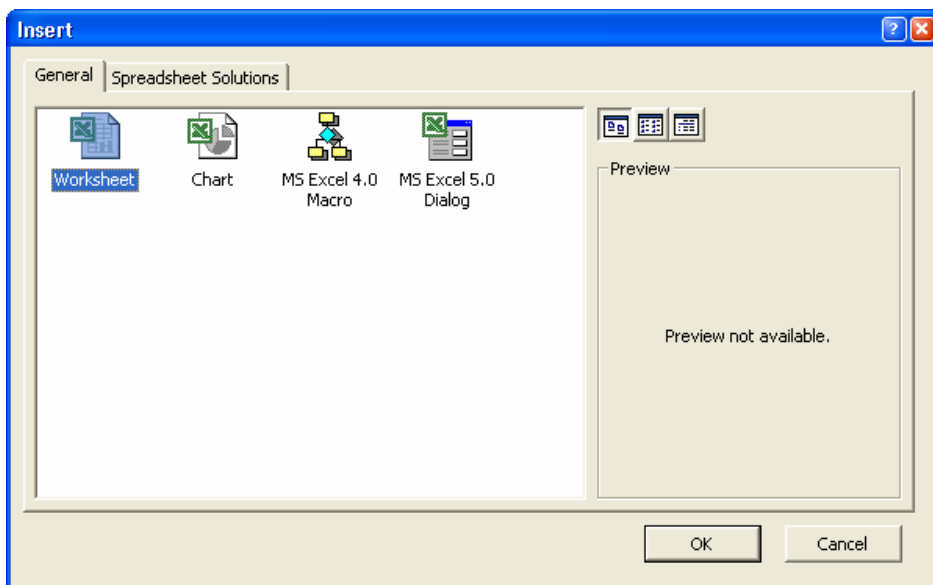 Insert
General
Spreadsheet Solutions
Worksheet
Chart
MS Excel 4.0
Macro
MS Excel 5.0
Dialog
Preview
Preview not available.
OK
Cancel